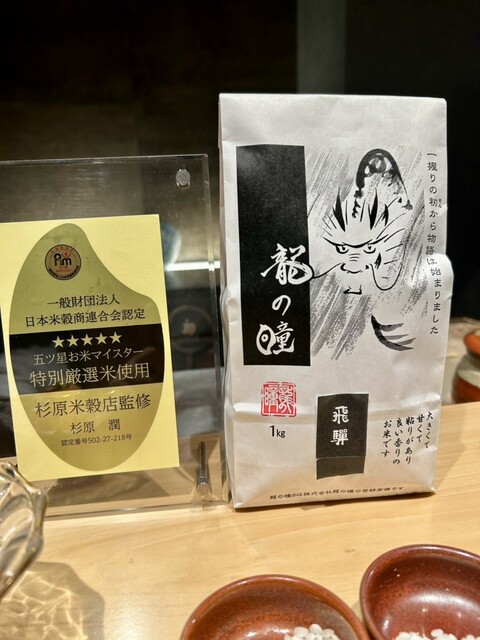 一般財団法人
日本米穀商連合会認定
★★★★★
五ツ星お米マイスター
特別厳選米使用
杉原米穀店監修
杉原 潤
認定番号502-27-218号
一握りの籾から物語は始まりました
龍の瞳
飛騨
1kg
大きくて
甘くて
粘りがあり
良い香りの
お米です